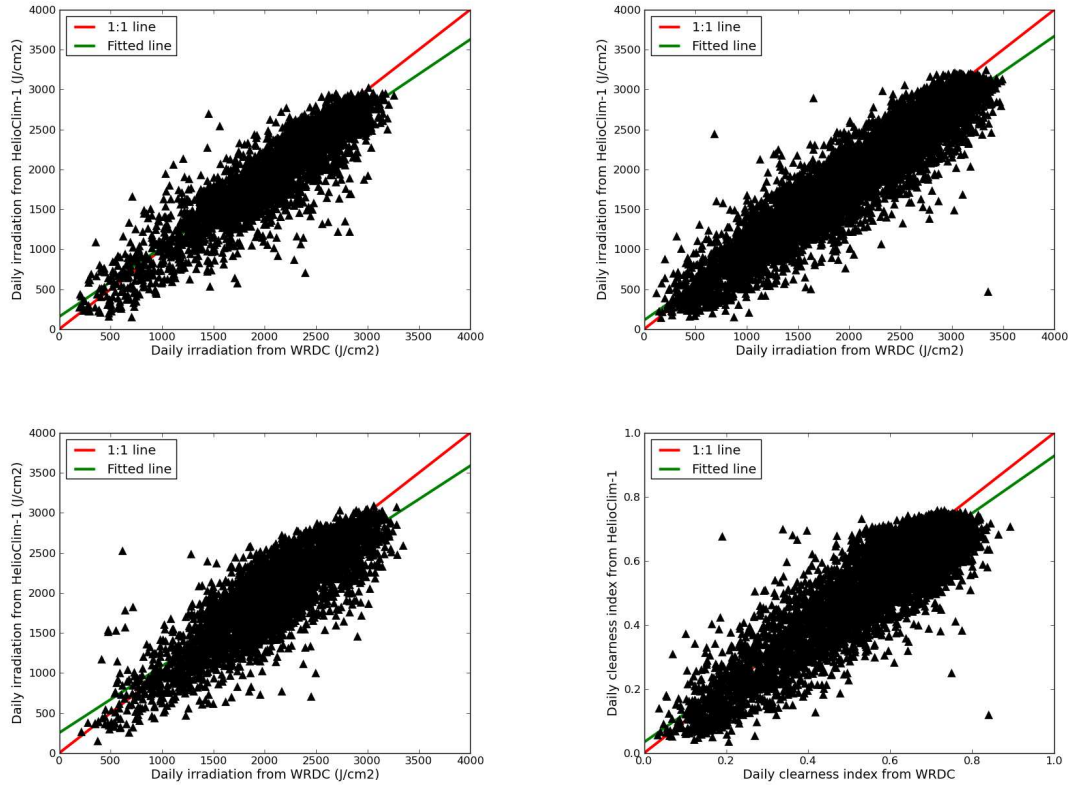 4000
3500
3000
2500
2000
1500
1000
500
0
Daily irradiation from HelioClim-1 (J/cm2)
1:1 line
Fitted line
0 500 1000 1500 2000 2500 3000 3500 4000
Daily irradiation from WRDC (J/cm2)
4000
3500
3000
2500
2000
1500
1000
500
0
Daily irradiation from HelioClim-1 (J/cm2)
1:1 line
Fitted line
0 500 1000 1500 2000 2500 3000 3500 4000
Daily irradiation from WRDC (J/cm2)
4000
3500
3000
2500
2000
1500
1000
500
0
Daily irradiation from HelioClim-1 (J/cm2)
1:1 line
Fitted line
0 500 1000 1500 2000 2500 3000 3500 4000
Daily irradiation from WRDC (J/cm2)
1.0
0.8
0.6
0.4
0.2
0.0
Daily clearness index from HelioClim-1
1:1 line
Fitted line
0.0 0.2 0.4 0.6 0.8 1.0
Daily clearness index from WRDC